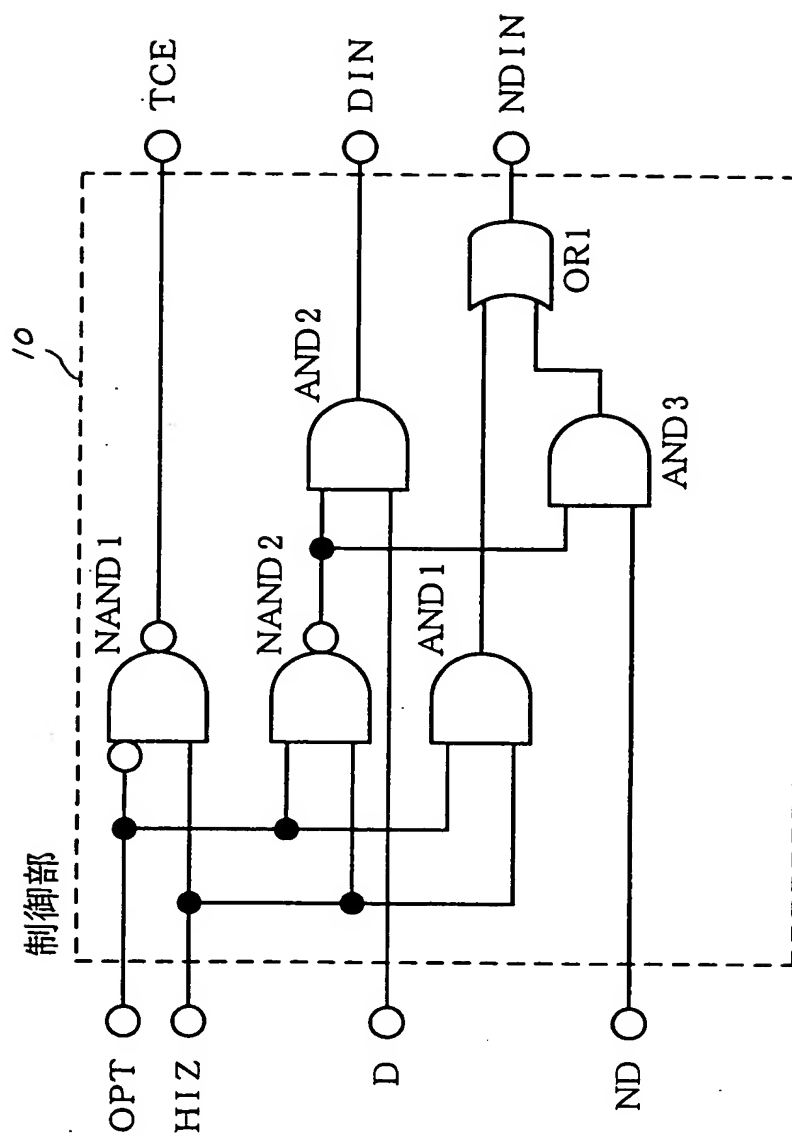 制御部
10
OPT
HIZ
D
ND
NAND1
NAND2
AND1
AND2
AND3
OR1
TCE
DIN
NDIN